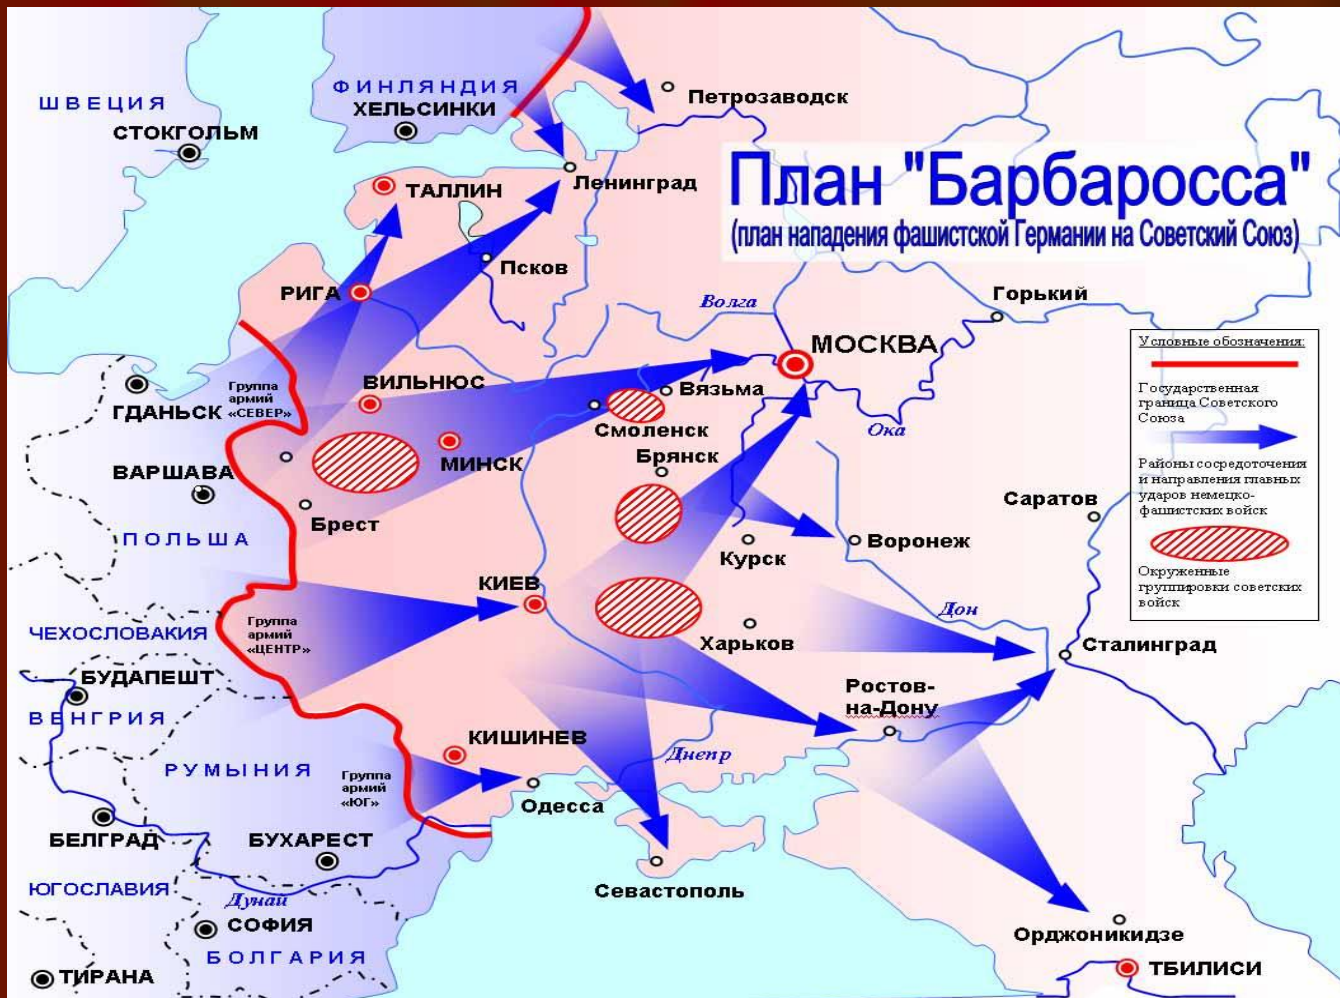 План "Барбаросса"
(план нападения фашистской Германии на Советский Союз)
ШВЕЦИЯ
СТОКГОЛЬМ
ФИНЛЯНДИЯ
ХЕЛЬСИНКИ
Петрозаводск
Ленинград
ТАЛЛИН
Псков
РИГА
Волга
Горький
МОСКВА
Вязьма
ВИЛЬНЮС
Группа
армий
«СЕВЕР»
ГДАНЬСК
Смоленск
Ока
МИНСК
Брянск
ВАРШАВА
Брест
ПОЛЬША
Саратов
Курск
Воронеж
КИЕВ
Дон
ЧЕХОСЛОВАКИЯ
Группа
армий
«ЦЕНТР»
Харьков
Сталинград
БУДАПЕШТ
ВЕНГРИЯ
Ростов-
на-Дону
КИШИНЕВ
Днепр
РУМЫНИЯ
Группа
армий
«ЮГ»
Одесса
БЕЛГРАД
БУХАРЕСТ
Севастополь
ЮГОСЛАВИЯ
Дунай
СОФИЯ
БОЛГАРИЯ
Орджоникидзе
ТИРАНА
ТБИЛИСИ
Условные обозначения:
Государственная
граница Советского
Союза
Районы сосредоточения
и направления главных
ударов немецко-
фашистских войск
Окруженные
группировки советских
войск